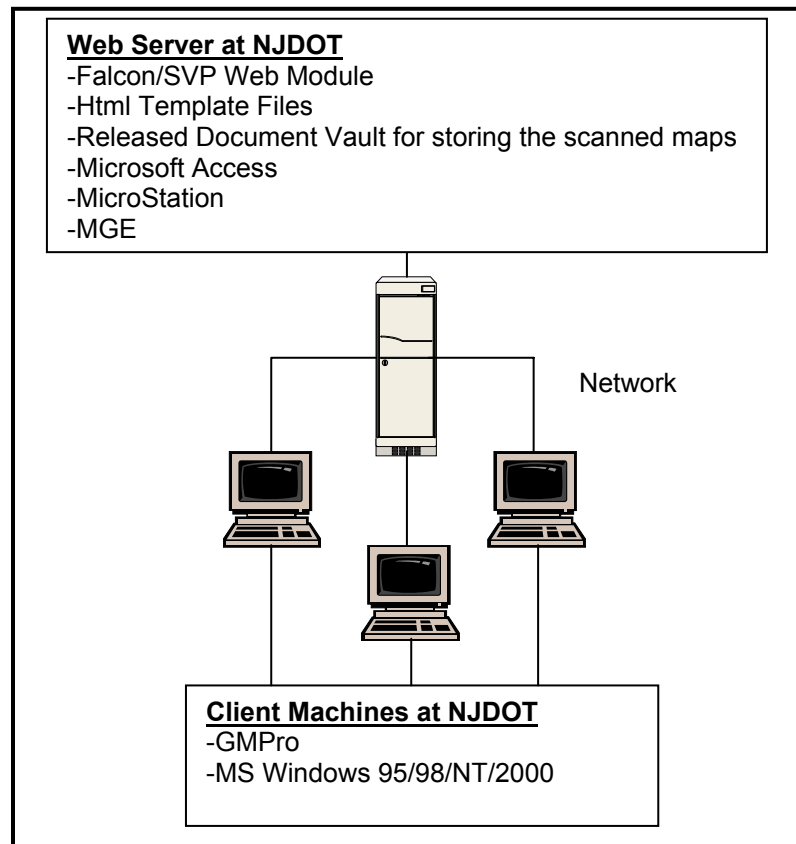 Web Server at NJDOT
-Falcon/SVP Web Module
-Html Template Files
-Released Document Vault for storing the scanned maps
-Microsoft Access
-MicroStation
-MGE
Network
Client Machines at NJDOT
-GMPro
-MS Windows 95/98/NT/2000